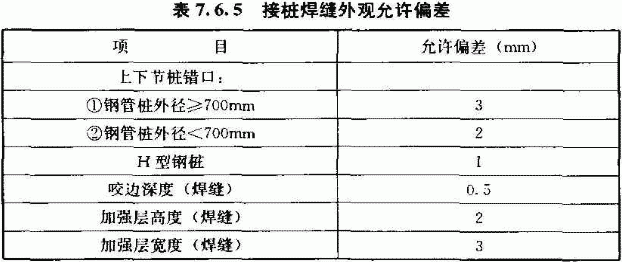 表 7.6.5 接桩焊缝外观允许偏差
项 目 允许偏差（mm）
上下节桩错口：
①钢管桩外径≥700mm 3
②钢管桩外径<700mm 2
H 型钢桩 1
咬边深度（焊缝） 0.5
加强层高度（焊缝） 2
加强层宽度（焊缝） 3